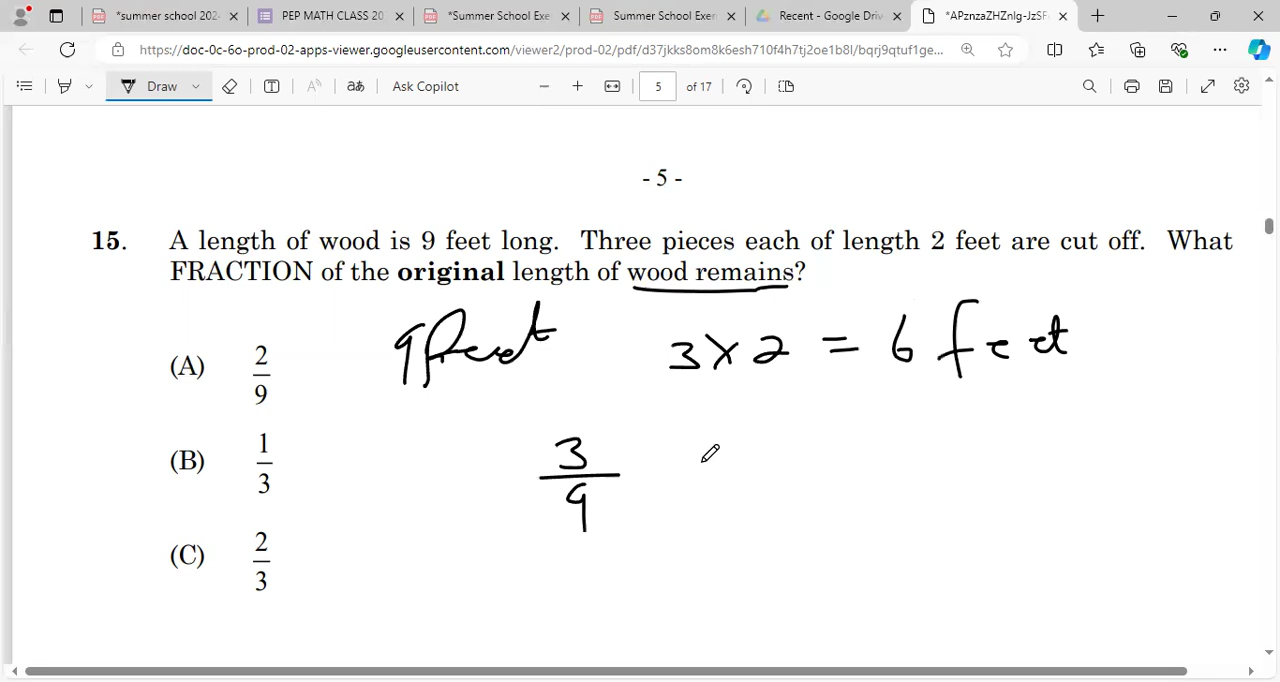 *summer school 202
PEP MATH CLASS 20
*Summer School Exe
Summer School Exer
Recent - Google Driv
*APznzaZHZnlg-JzSF
https://doc-0c-6o-prod-02-apps-viewer.googleusercontent.com/viewer2/prod-02/pdf/d37jkks8om8k6esh710f4h7tj2oe1b8l/bqrj9qtuf1ge...
Draw
aあ
Ask Copilot
5 of 17
- 5 -
15. A length of wood is 9 feet long. Three pieces each of length 2 feet are cut off. What
FRACTION of the original length of wood remains?
9feet 3 x 2 = 6 feet
(A) 2/9
3/9
(B) 1/3
(C) 2/3